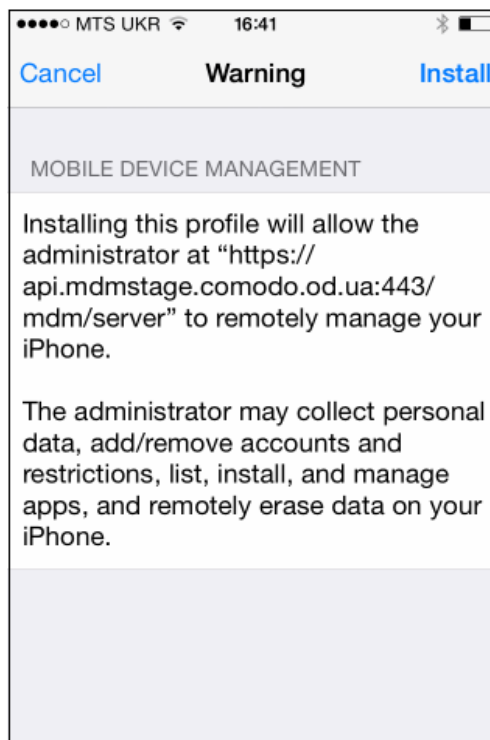 MTS UKR 16:41
Cancel Warning Install
MOBILE DEVICE MANAGEMENT
Installing this profile will allow the
administrator at “https://
api.mdmstage.comodo.od.ua:443/
mdm/server” to remotely manage your
iPhone.
The administrator may collect personal
data, add/remove accounts and
restrictions, list, install, and manage
apps, and remotely erase data on your
iPhone.